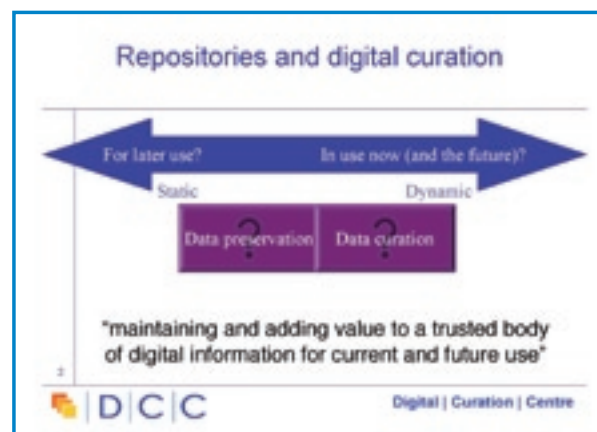 Repositories and digital curation
For later use? In use now (and the future)?
Static Dynamic
Data preservation Data curation
? ?
"maintaining and adding value to a trusted body
of digital information for current and future use"
2
D|C|C Digital | Curation | Centre